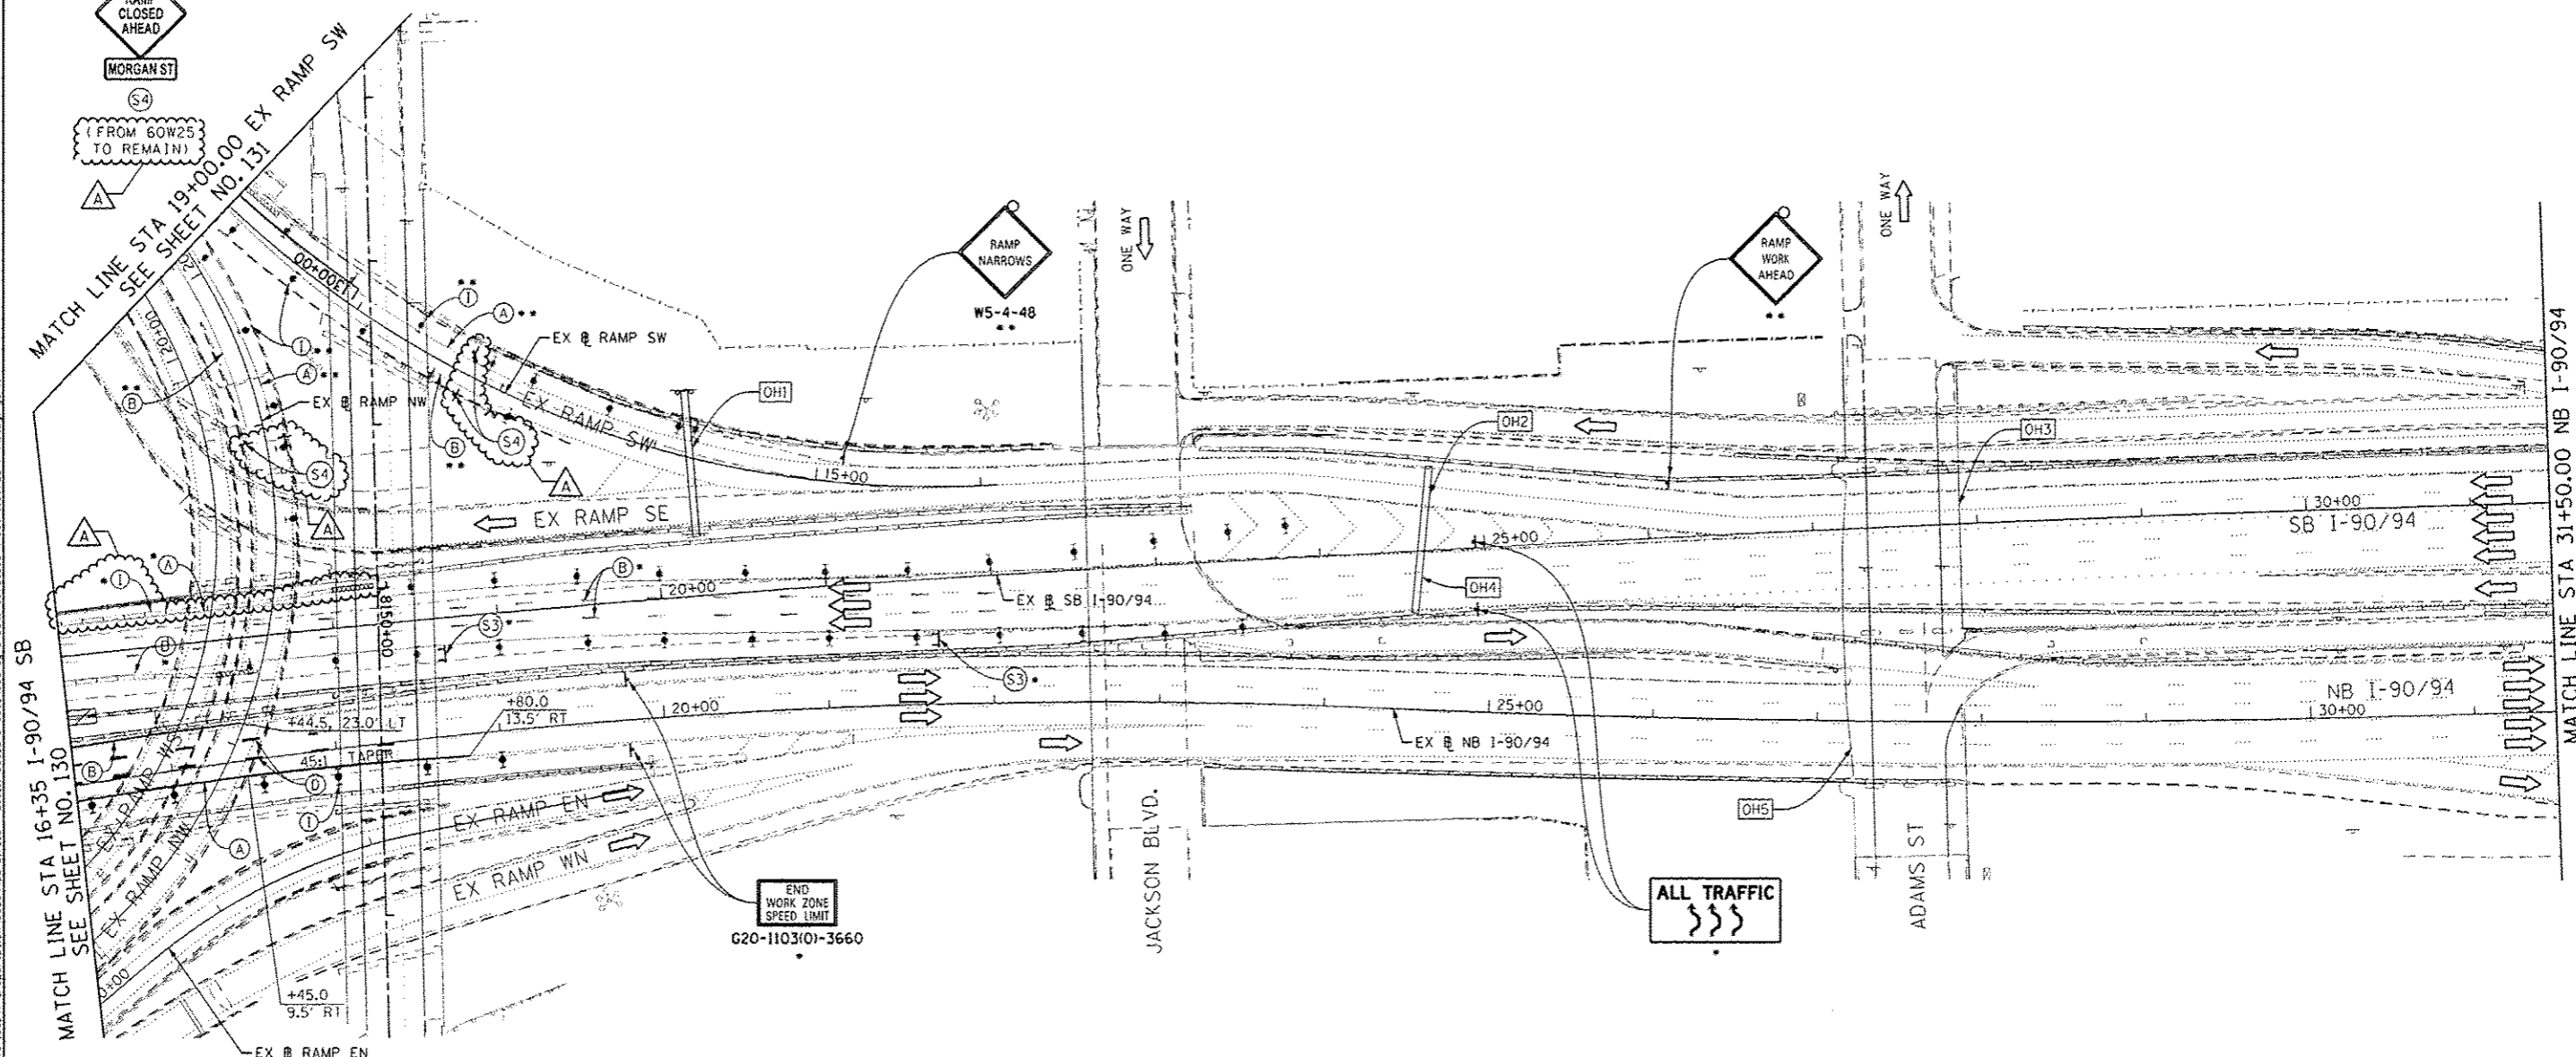 RAMP
CLOSED
AHEAD
MORGAN ST
S4
(FROM 60W25
TO REMAIN)
A
MATCH LINE STA 19+00.00 EX RAMP SW
SEE SHEET NO. 131
RAMP
NARROWS
W5-4-48
**
ONE WAY
RAMP
WORK
AHEAD
**
ONE WAY
**
I
A **
EX B RAMP SW
I **
A **
**
B
EX B RAMP NW
20+00
EX RAMP SW
OH1
S4
B
**
A
S4
A
115+00
OH2
OH3
EX RAMP SE
A
* I
* A
B
*
8150+00
B *
20+00
S3 *
EX B SB I-90/94
25+00
OH4
30+00
SB I-90/94
S3 *
+44.5, 23.0' LT
+80.0
13.5' RT
20+00
25+00
NB I-90/94
30+00
EX B NB I-90/94
45:1 TAPER
B
D
I
A
EX RAMP WS
EX RAMP NW
EX RAMP EN
EX RAMP WN
OH5
END
WORK ZONE
SPEED LIMIT
G20-1103(0)-3660
*
JACKSON BLVD.
ALL TRAFFIC
*
ADAMS ST
+45.0
9.5' RT
EX B RAMP EN
MATCH LINE STA 16+35 I-90/94 SB
SEE SHEET NO. 130
MATCH LINE STA 31+50.00 NB I-90/94